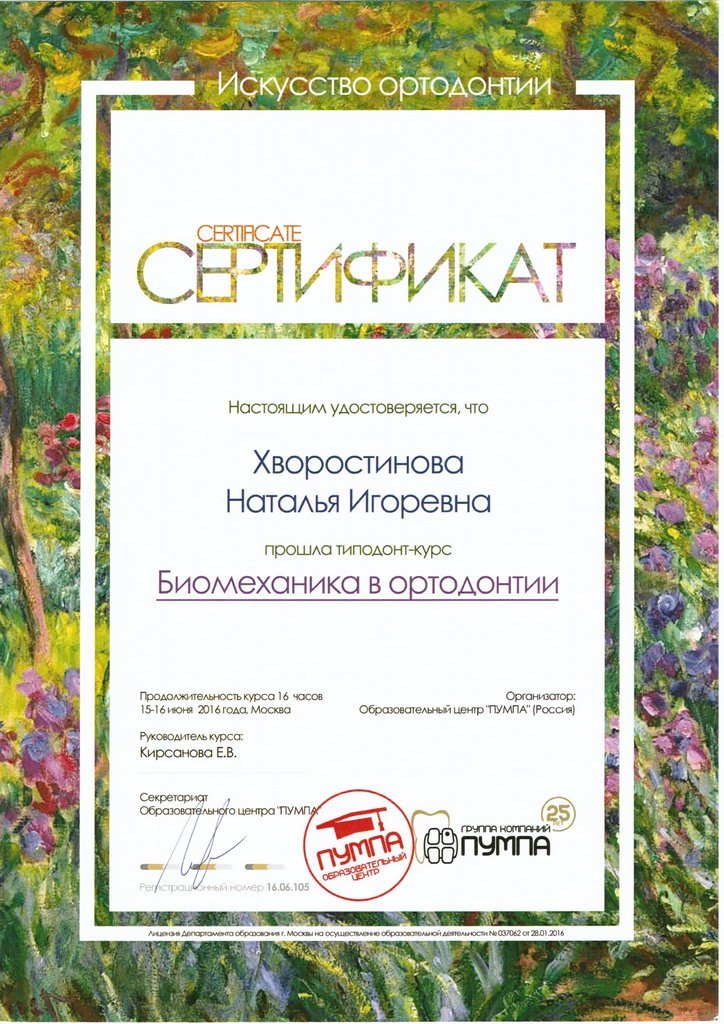 Искусство ортодонтии
CERTIFICATE
СЕРТИФИКАТ
Настоящим удостоверяется, что
Хворостинова
Наталья Игоревна
прошла типодонт-курс
Биомеханика в ортодонтии
Продолжительность курса 16 часов
15-16 июня 2016 года, Москва
Организатор:
Образовательный центр "ПУМПА" (Россия)
Руководитель курса:
Кирсанова Е.В.
Секретариат
Образовательного центра "ПУМПА"
Регистрационный номер 16.06.105
ПУМПА
ОБРАЗОВАТЕЛЬНЫЙ
ЦЕНТР
25
ЛЕТ
ГРУППА КОМПАНИЙ
ПУМПА
Лицензия Департамента образования г. Москвы на осуществление образовательной деятельности № 037062 от 28.01.2016